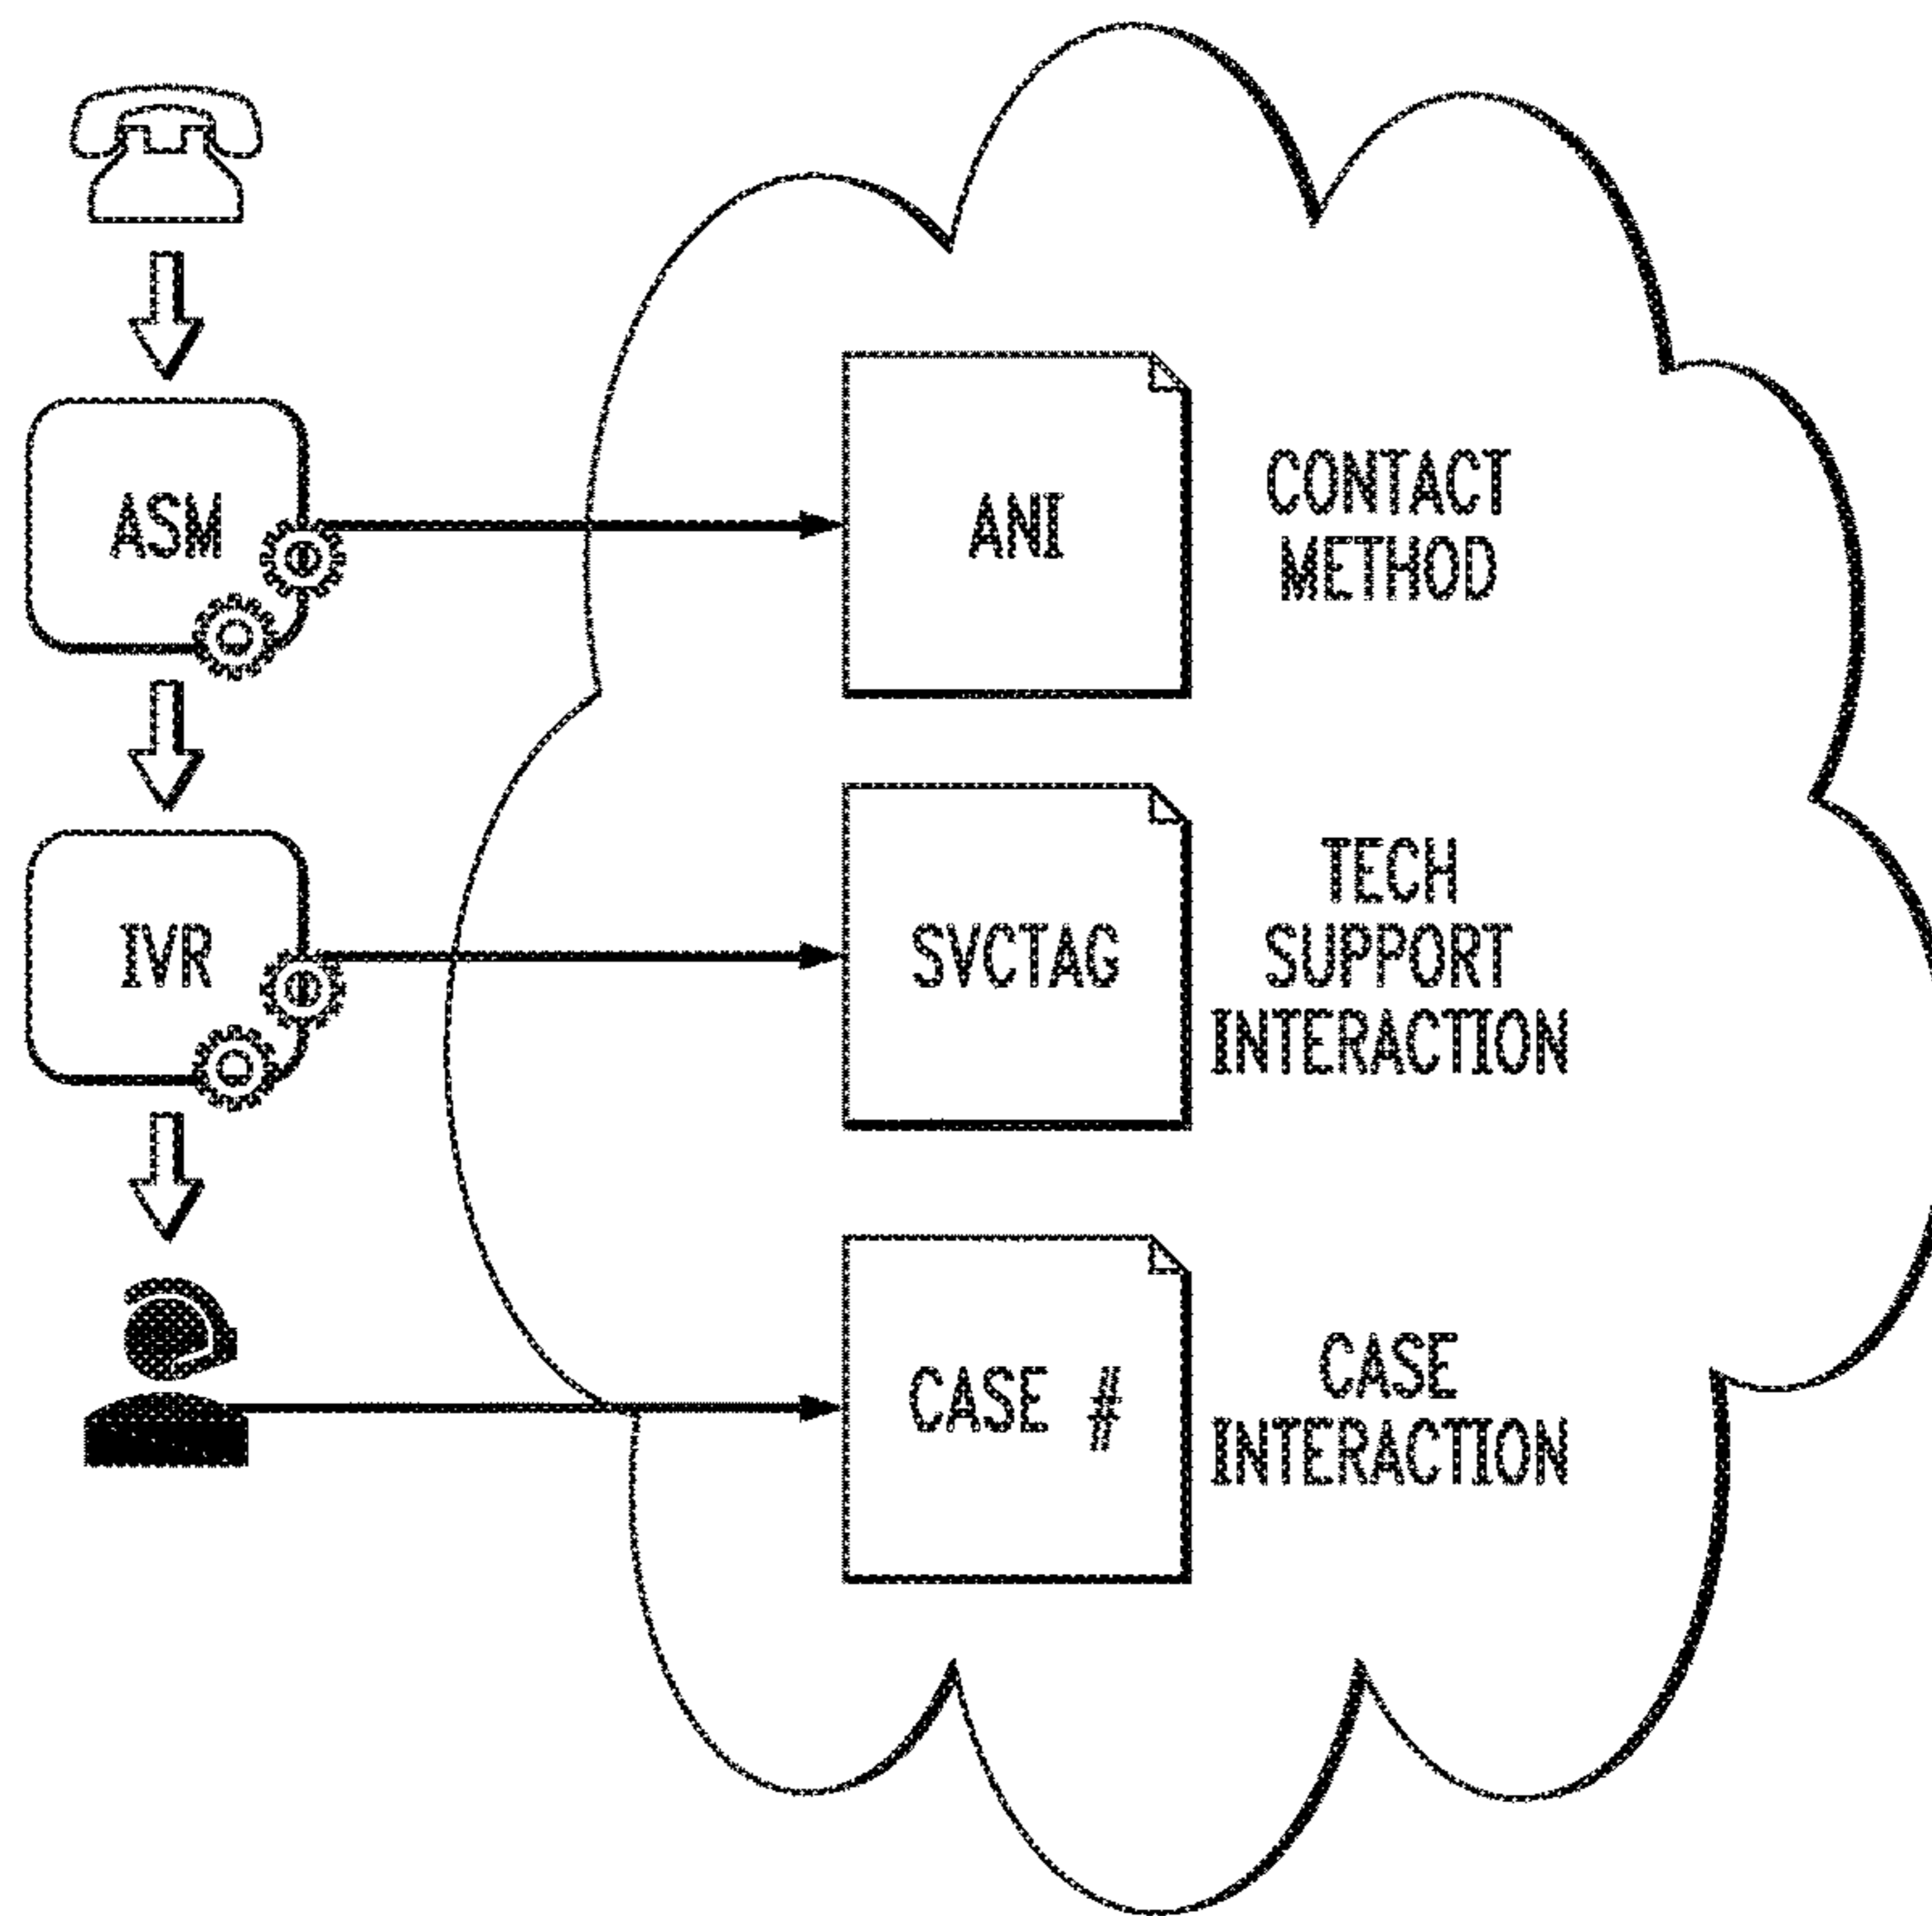 ASM
ANI
CONTACT
METHOD
IVR
SVCTAG
TECH
SUPPORT
INTERACTION
CASE #
CASE
INTERACTION